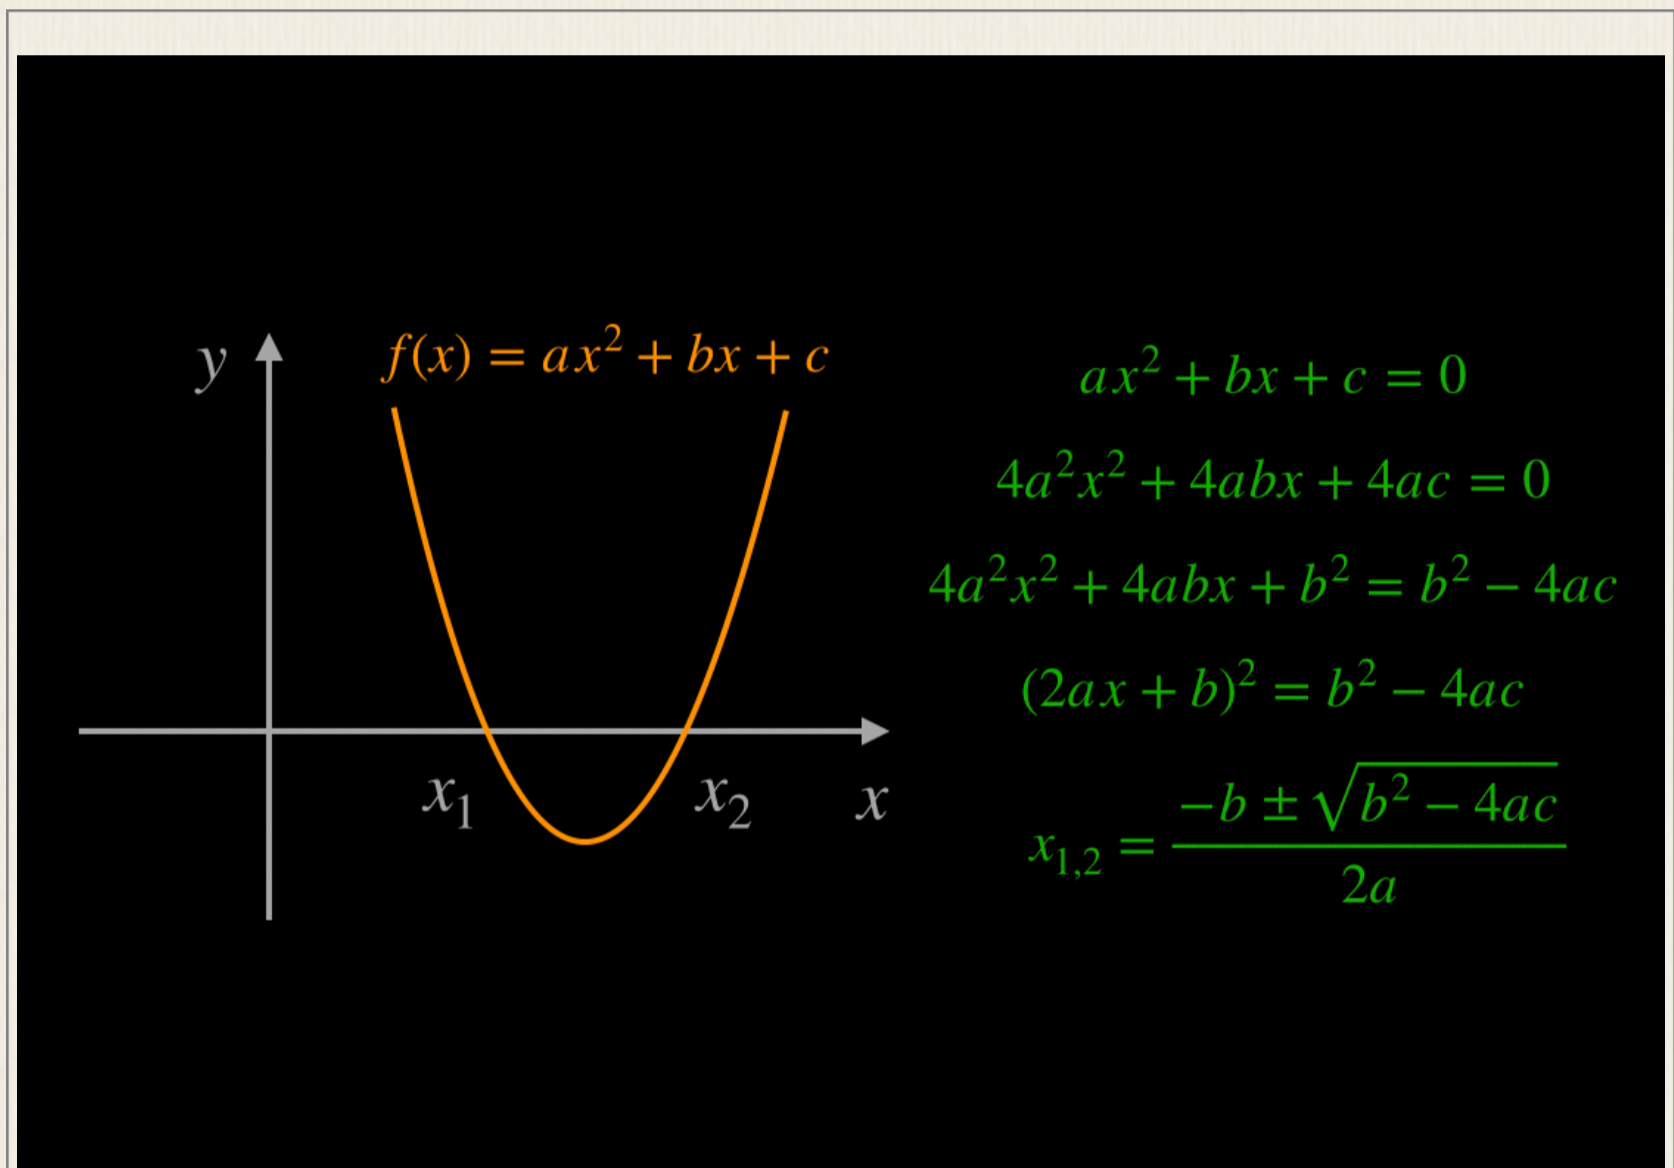 y
f(x) = ax² + bx + c
x₁
x₂
x
ax² + bx + c = 0
4a²x² + 4abx + 4ac = 0
4a²x² + 4abx + b² = b² − 4ac
(2ax + b)² = b² − 4ac
x₁,₂ = (−b ± √(b² − 4ac)) / 2a